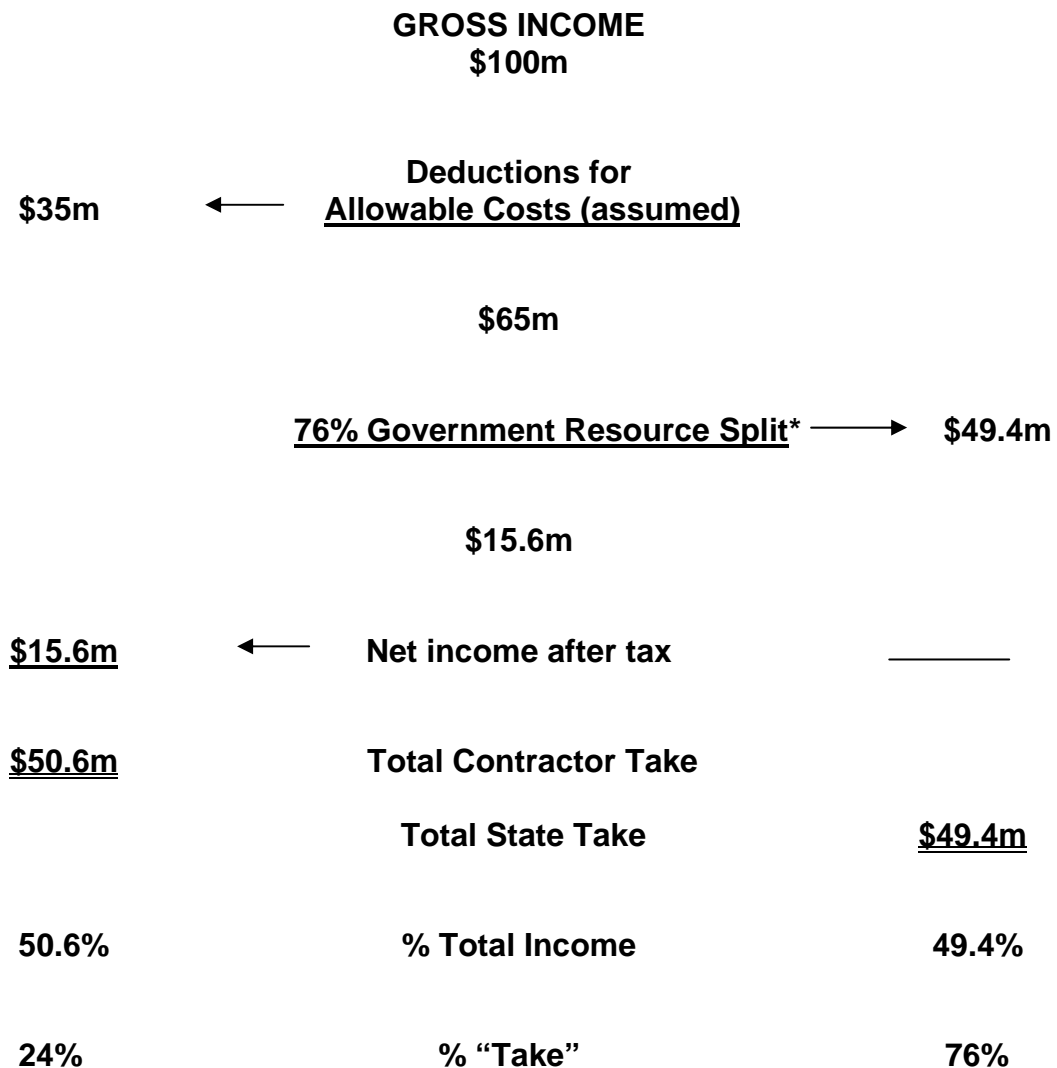 GROSS INCOME
$100m
Deductions for
$35m Allowable Costs (assumed)
$65m
76% Government Resource Split* $49.4m
$15.6m
$15.6m Net income after tax
$50.6m Total Contractor Take
Total State Take $49.4m
50.6% % Total Income 49.4%
24% % “Take” 76%